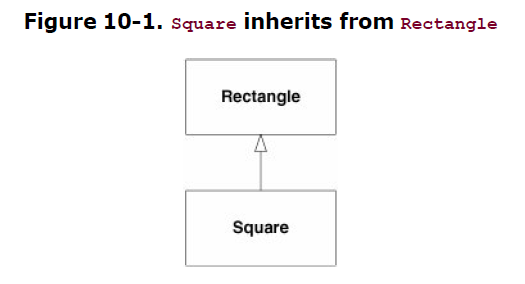 Figure 10-1. Square inherits from Rectangle
Rectangle
Square